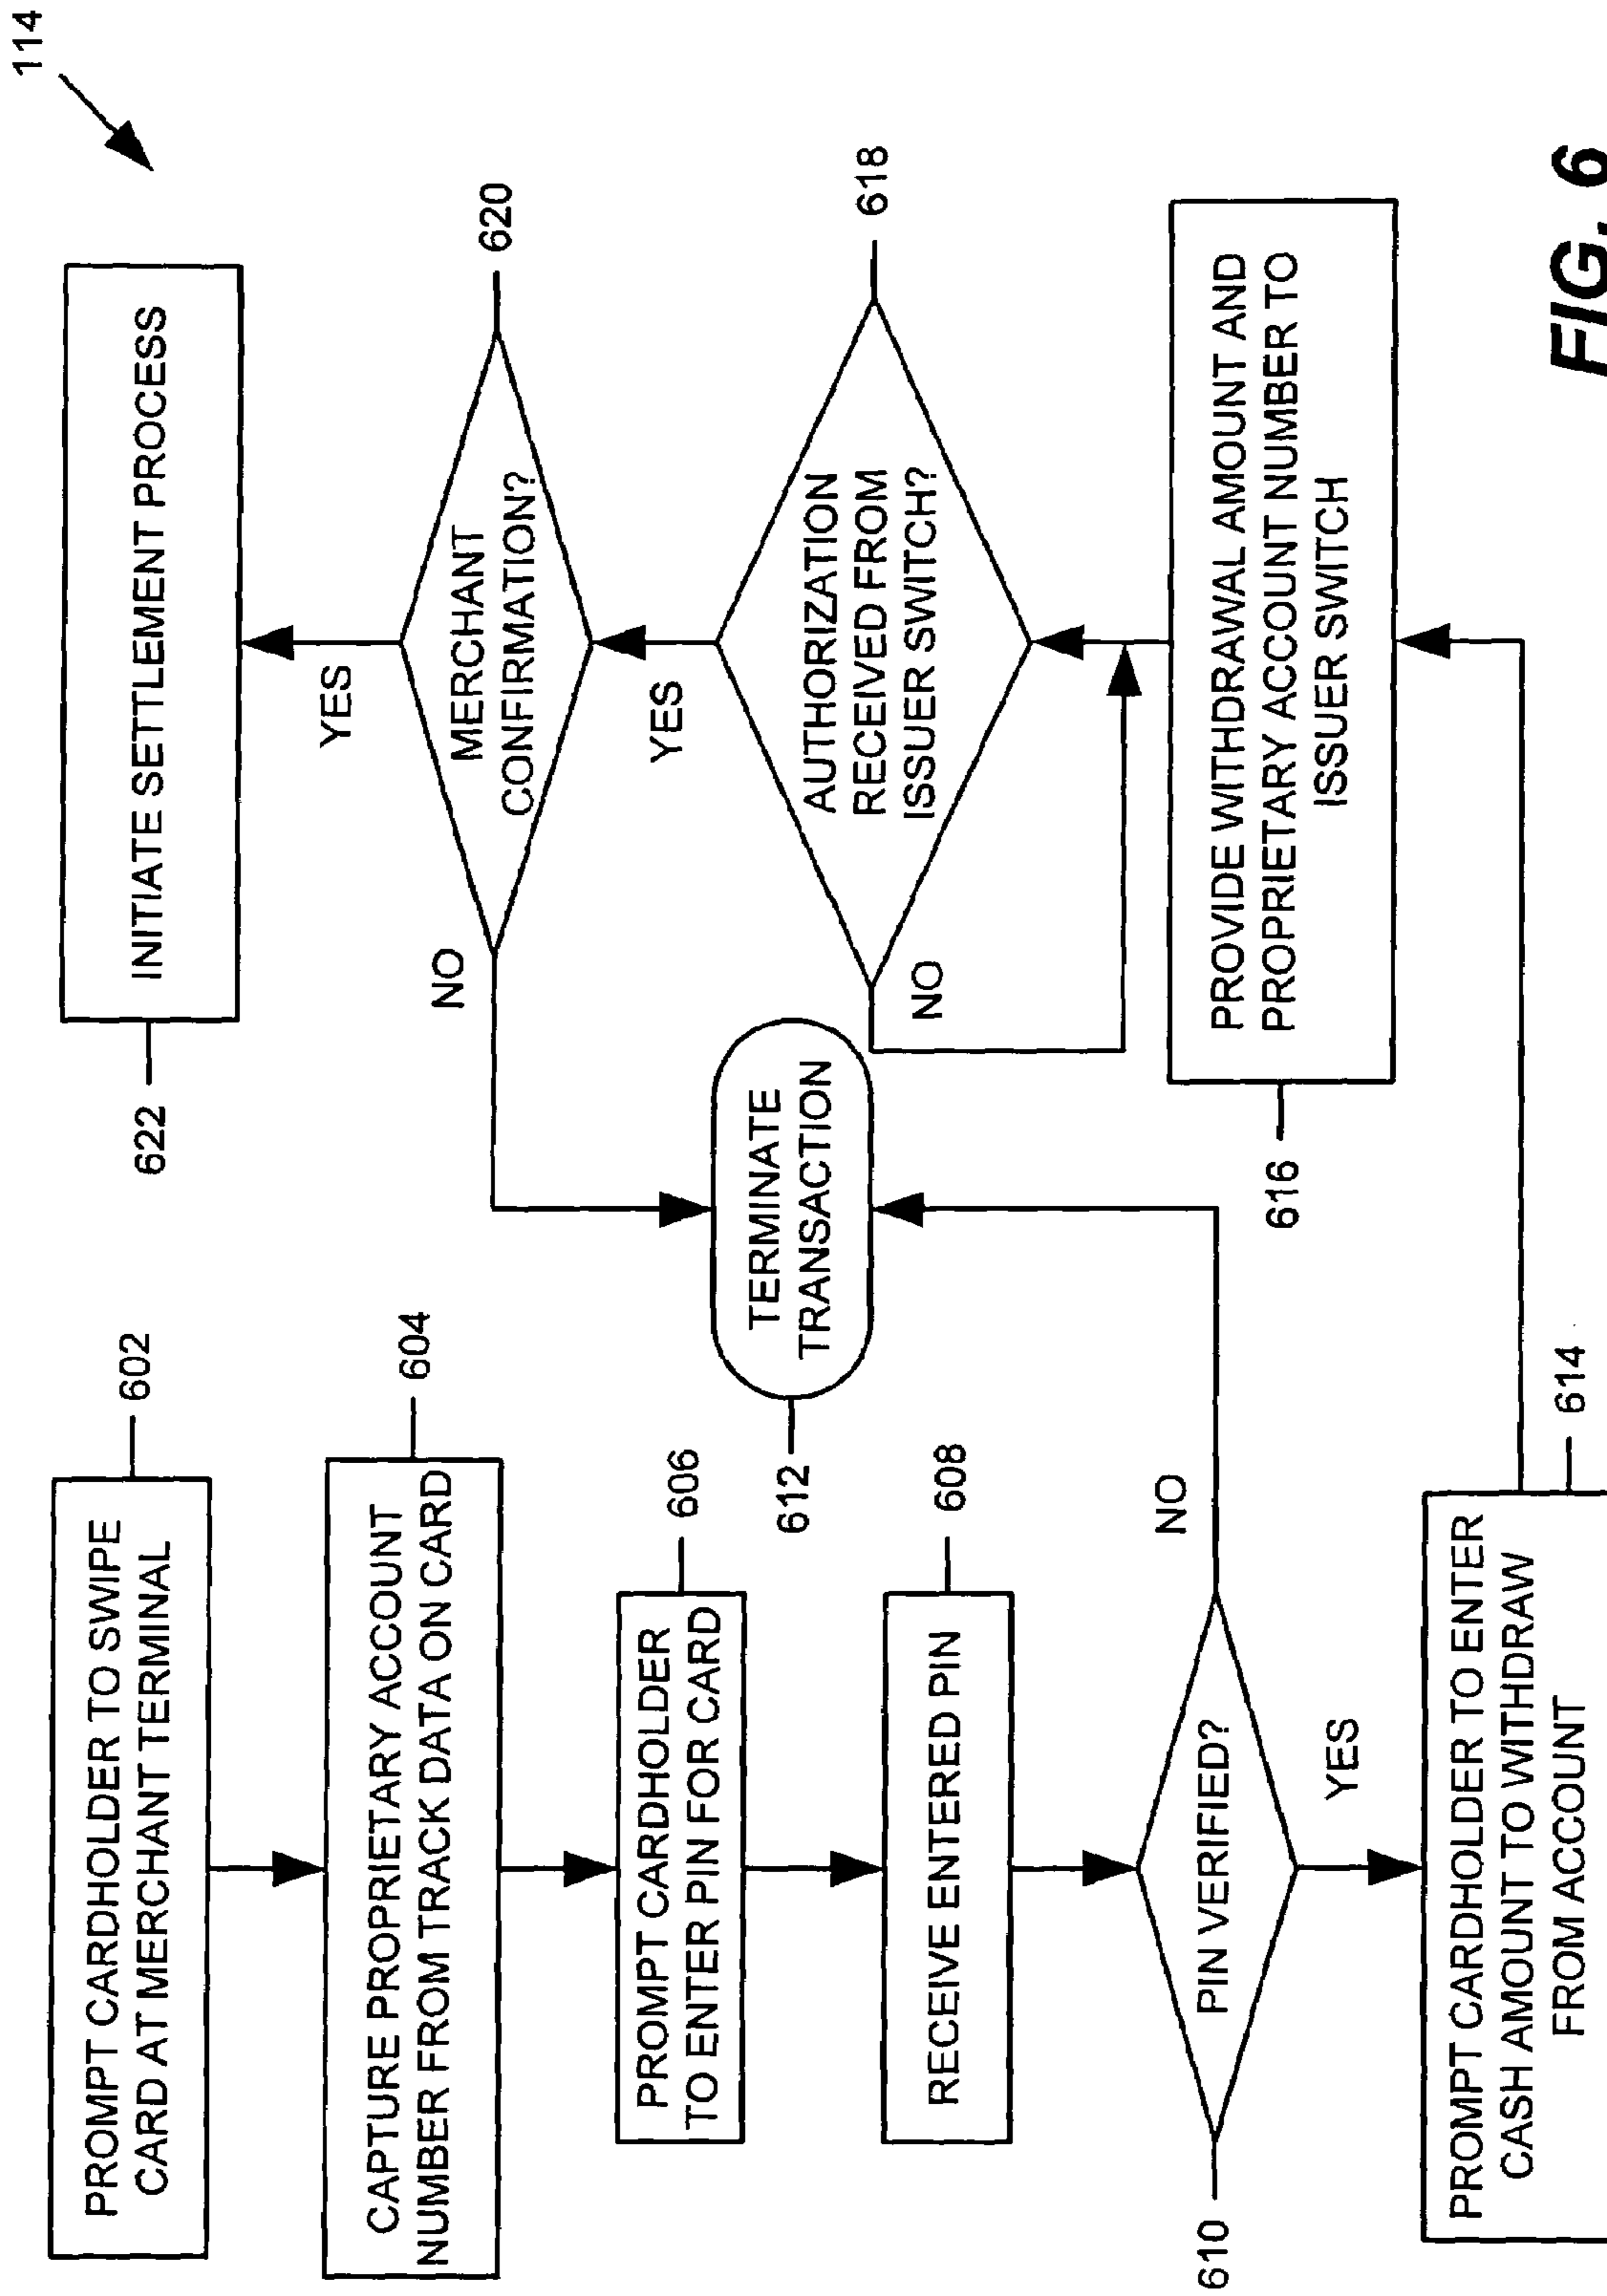 114
PROMPT CARDHOLDER TO SWIPE
CARD AT MERCHANT TERMINAL
602
CAPTURE PROPRIETARY ACCOUNT
NUMBER FROM TRACK DATA ON CARD
604
PROMPT CARDHOLDER
TO ENTER PIN FOR CARD
606
RECEIVE ENTERED PIN
608
PIN VERIFIED?
610
NO
YES
TERMINATE
TRANSACTION
612
PROMPT CARDHOLDER TO ENTER
CASH AMOUNT TO WITHDRAW
FROM ACCOUNT
614
PROVIDE WITHDRAWAL AMOUNT AND
PROPRIETARY ACCOUNT NUMBER TO
ISSUER SWITCH
616
AUTHORIZATION
RECEIVED FROM
ISSUER SWITCH?
618
NO
YES
MERCHANT
CONFIRMATION?
620
NO
YES
INITIATE SETTLEMENT PROCESS
622
FIG. 6